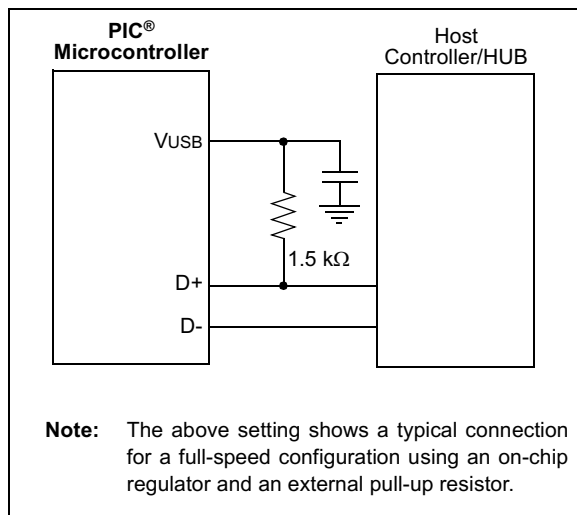 PIC®
Microcontroller
Host
Controller/HUB
VUSB
1.5 kΩ
D+
D-
Note: The above setting shows a typical connection
for a full-speed configuration using an on-chip
regulator and an external pull-up resistor.